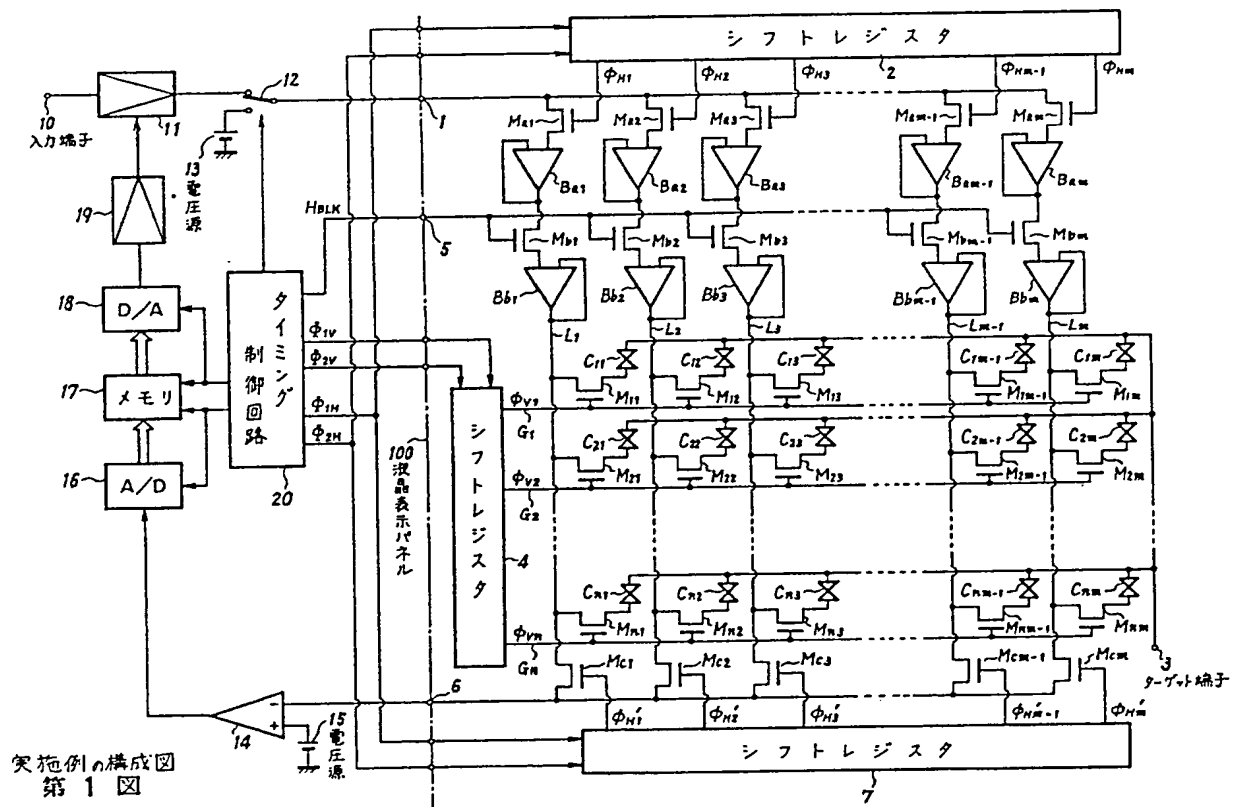 シフトレジスタ
2
ΦH1 ΦH2 ΦH3 ΦHm-1 ΦHm
10
入力端子
11
12
13
電圧源
1
Ma1 Ma2 Ma3 Mam-1 Mam
Ba1 Ba2 Ba3 Bam-1 Bam
19
HBLK
5
Mb1 Mb2 Mb3 Mbm-1 Mbm
Bb1 Bb2 Bb3 Bbm-1 Bbm
18
D/A
17
メモリ
16
A/D
タイミング
制御回路
20
Φ1V
Φ2V
Φ1H
Φ2H
100
液晶表示パネル
シフトレジスタ
4
L1 L2 L3 Lm-1 Lm
C11 C12 C13 C1m-1 C1m
M11 M12 M13 M1m-1 M1m
ΦV1
G1
C21 C22 C23 C2m-1 C2m
M21 M22 M23 M2m-1 M2m
ΦV2
G2
Cn1 Cn2 Cn3 Cnm-1 Cnm
Mn1 Mn2 Mn3 Mnm-1 Mnm
ΦVn
Gn
Mc1 Mc2 Mc3 Mcm-1 Mcm
3
ターゲット端子
6
14
- +
15
電圧源
ΦH1' ΦH2' ΦH3' ΦHm'-1 ΦHm'
シフトレジスタ
7
実施例の構成図
第1図